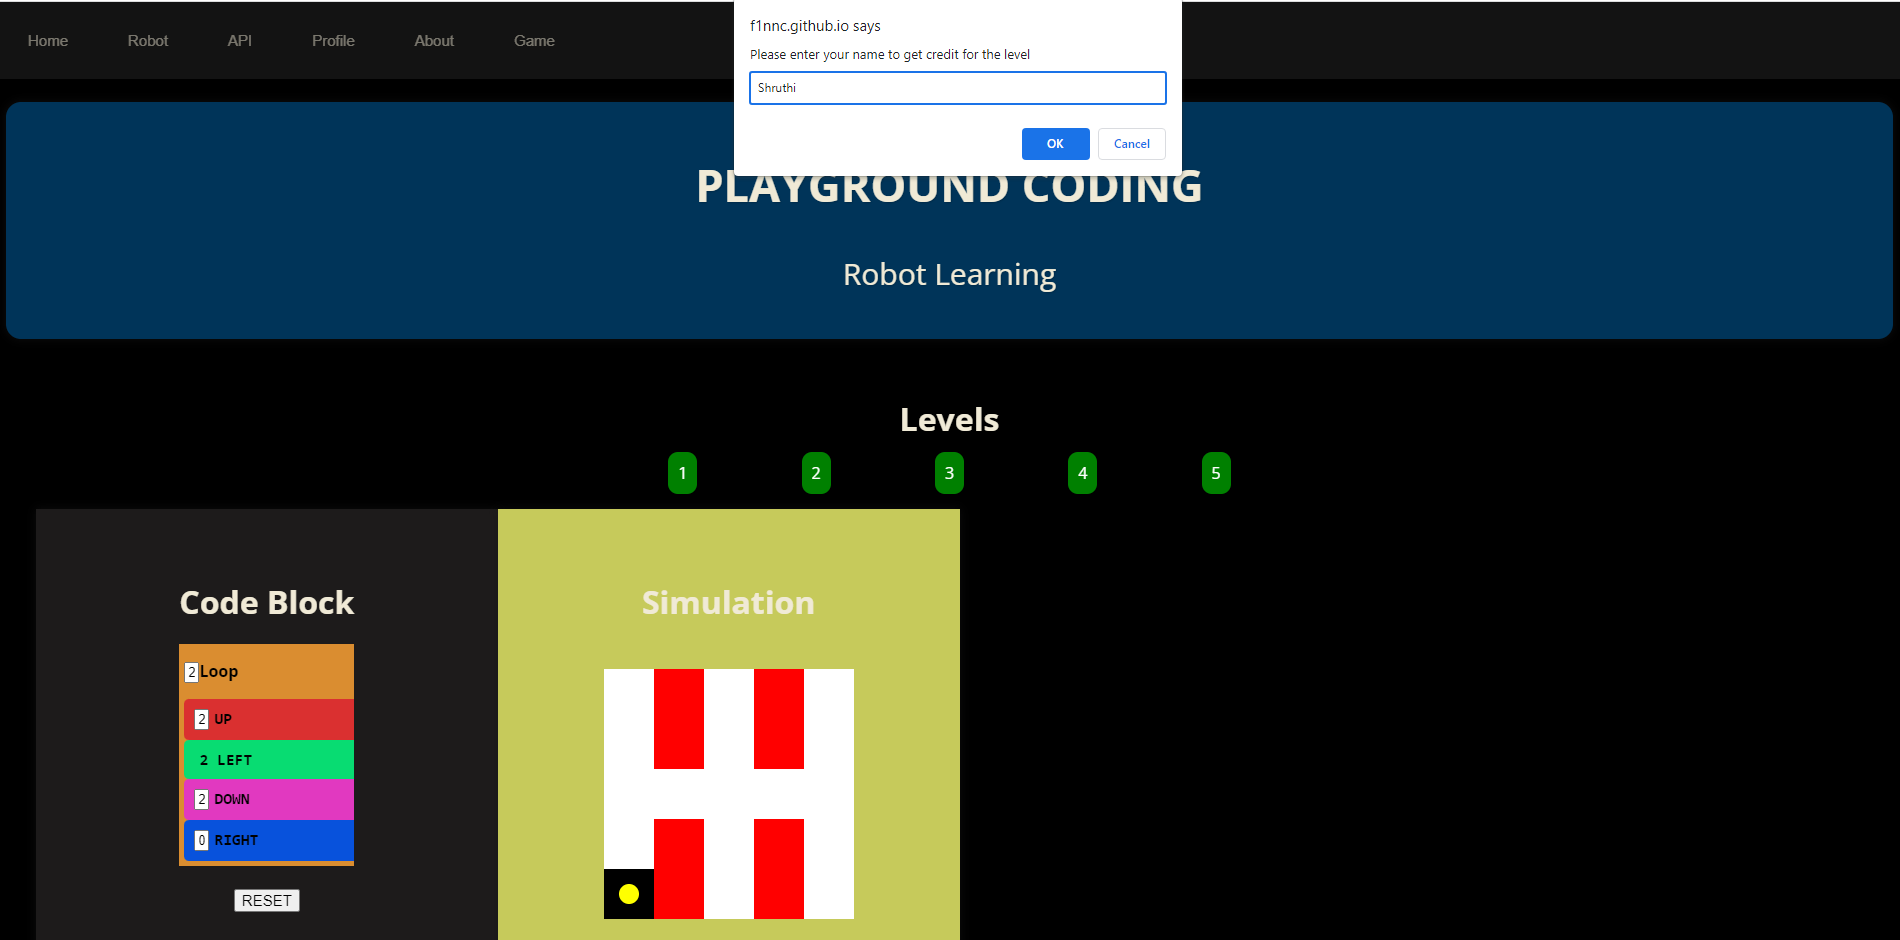 Home Robot API Profile About Game
f1nnc.github.io says
Please enter your name to get credit for the level
Shruthi
OK Cancel
PLAYGROUND CODING
Robot Learning
Levels
1 2 3 4 5
Code Block
2 Loop
2 UP
2 LEFT
2 DOWN
0 RIGHT
RESET
Simulation